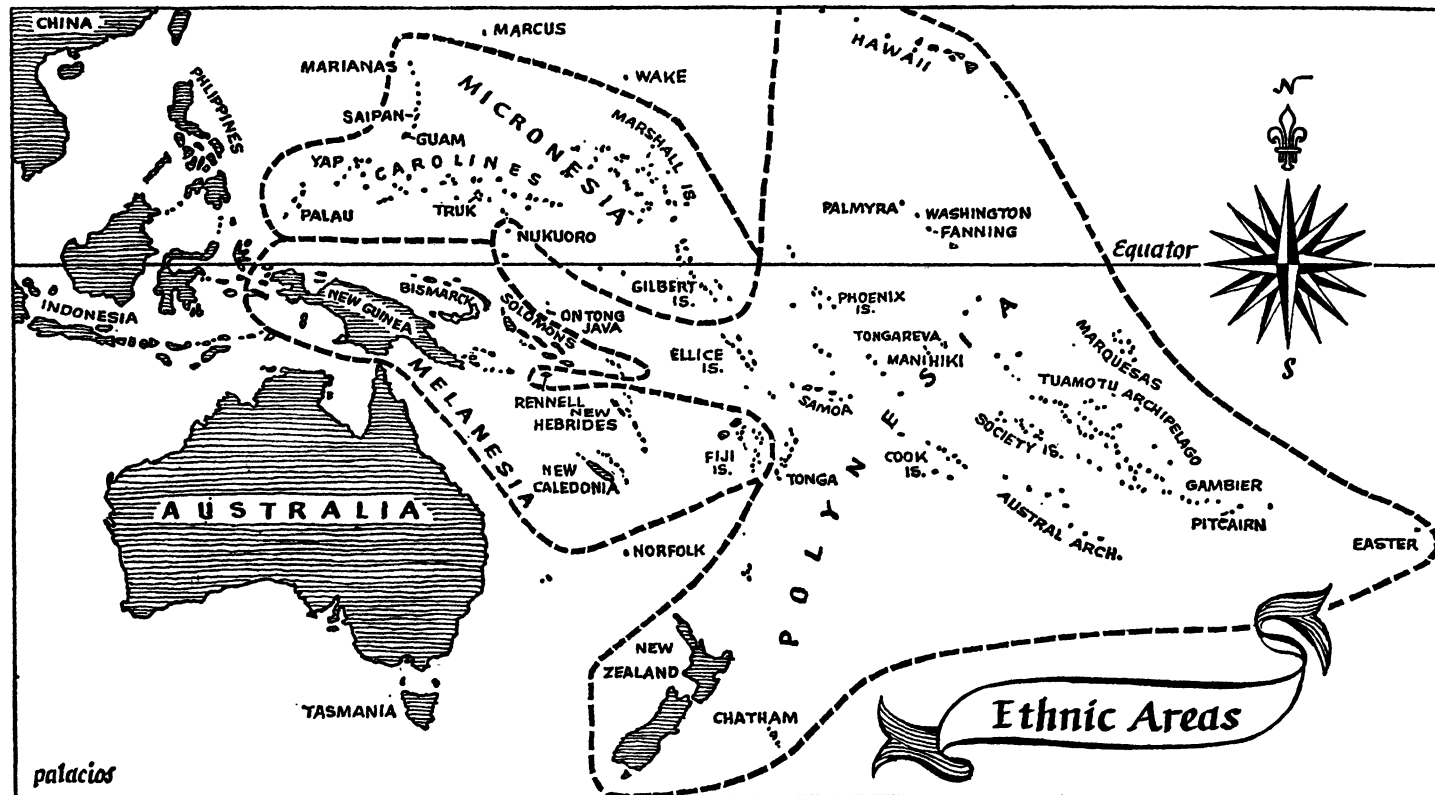 CHINA
MARCUS
HAWAII
MARIANAS
WAKE
PHLIPPINES
MICRONESIA
N
SAIPAN
GUAM
MARSHALL IS.
YAP
CAROLINES
PALAU
TRUK
PALMYRA
WASHINGTON
FANNING
NUKUORO
Equator
INDONESIA
NEW GUINEA
BISMARCK
SOLOMONS
ONTONG
JAVA
GILBERT
IS.
PHOENIX
IS.
TONGAREVA
MANIHIKI
ELLICE
IS.
MARQUESAS
S
MELANESIA
RENNELL
NEW
HEBRIDES
SAMOA
TUAMOTU ARCHIPELAGO
SOCIETY IS.
FIJI
IS.
TONGA
COOK
IS.
NEW
CALEDONIA
GAMBIER
PITCAIRN
AUSTRALIA
AUSTRAL ARCH.
NORFOLK
EASTER
POLYNESIA
NEW
ZEALAND
TASMANIA
CHATHAM
Ethnic Areas
palacios